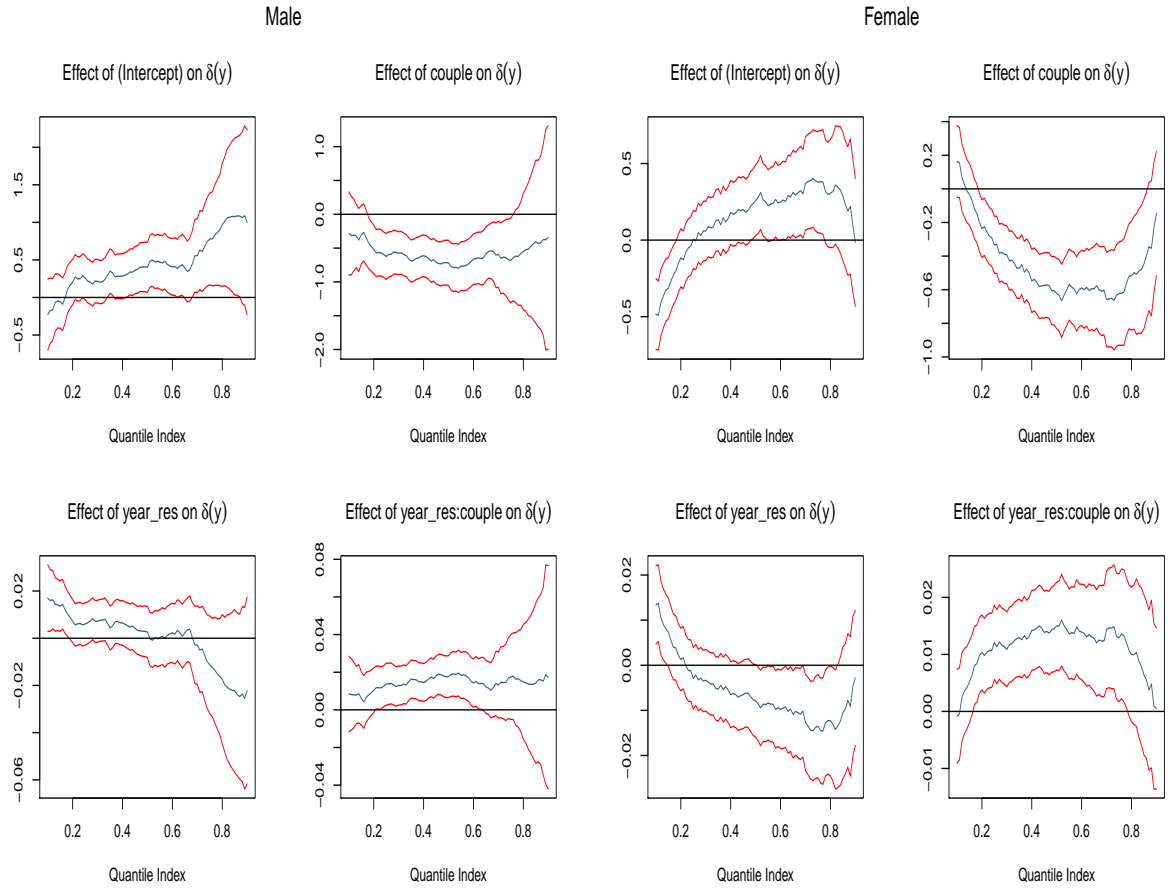 Male Female
Effect of (Intercept) on δ(y) Effect of couple on δ(y) Effect of (Intercept) on δ(y) Effect of couple on δ(y)
−0.5 0.5 1.5
0.2 0.4 0.6 0.8
Quantile Index
−2.0 −1.0 0.0 1.0
0.2 0.4 0.6 0.8
Quantile Index
−0.5 0.0 0.5
0.2 0.4 0.6 0.8
Quantile Index
−1.0 −0.6 −0.2 0.2
0.2 0.4 0.6 0.8
Quantile Index
Effect of year_res on δ(y) Effect of year_res:couple on δ(y) Effect of year_res on δ(y) Effect of year_res:couple on δ(y)
−0.06 −0.02 0.02
0.2 0.4 0.6 0.8
Quantile Index
−0.04 0.00 0.04 0.08
0.2 0.4 0.6 0.8
Quantile Index
−0.02 0.00 0.02
0.2 0.4 0.6 0.8
Quantile Index
−0.01 0.00 0.01 0.02
0.2 0.4 0.6 0.8
Quantile Index